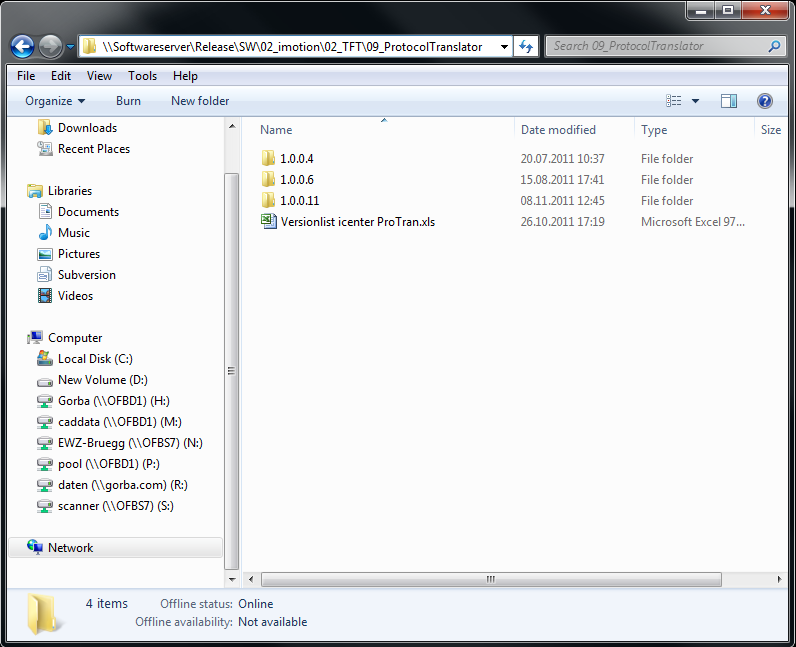 \\Softwareserver\Release\SW\02_imotion\02_TFT\09_ProtocolTranslator
Search 09_ProtocolTranslator
File Edit View Tools Help
Organize Burn New folder
Downloads
Recent Places
Libraries
Documents
Music
Pictures
Subversion
Videos
Computer
Local Disk (C:)
New Volume (D:)
Gorba (\\OFBD1) (H:)
caddata (\\OFBD1) (M:)
EWZ-Bruegg (\\OFBS7) (N:)
pool (\\OFBD1) (P:)
daten (\\gorba.com) (R:)
scanner (\\OFBS7) (S:)
Network
Name Date modified Type Size
1.0.0.4 20.07.2011 10:37 File folder
1.0.0.6 15.08.2011 17:41 File folder
1.0.0.11 08.11.2011 12:45 File folder
Versionlist icenter ProTran.xls 26.10.2011 17:19 Microsoft Excel 97...
4 items Offline status: Online
Offline availability: Not available